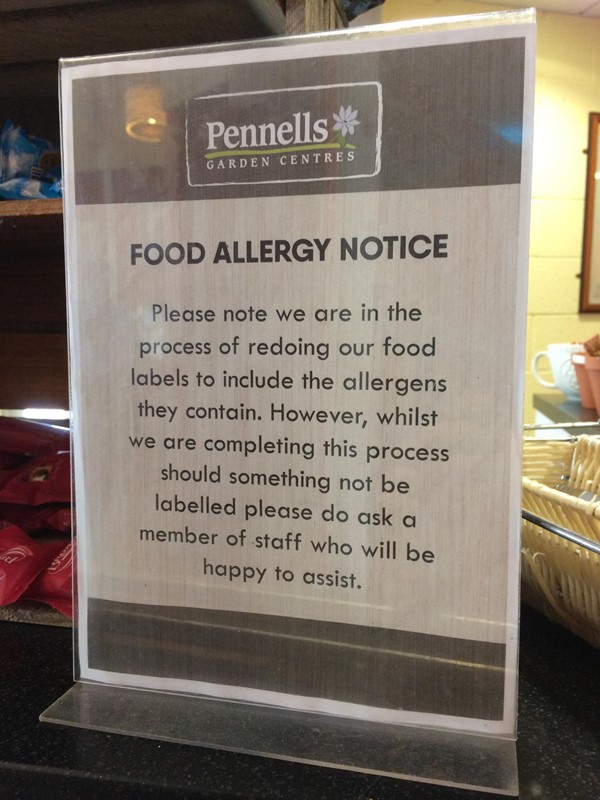 Pennells
GARDEN CENTRES
FOOD ALLERGY NOTICE
Please note we are in the
process of redoing our food
labels to include the allergens
they contain. However, whilst
we are completing this process
should something not be
labelled please do ask a
member of staff who will be
happy to assist.